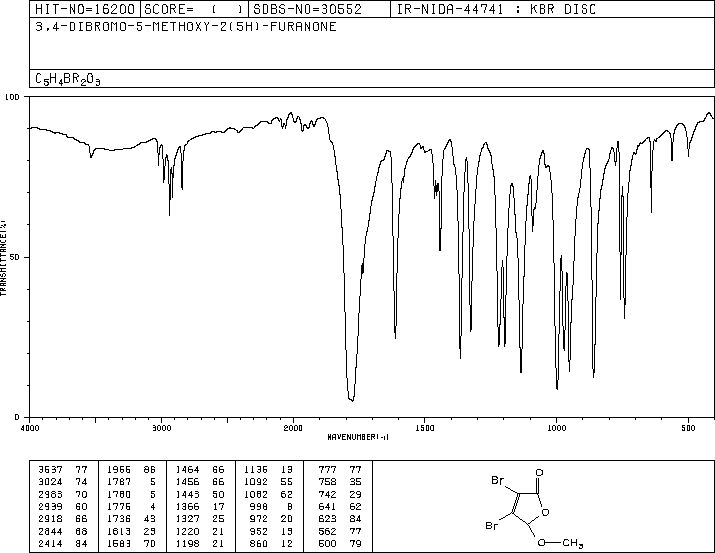 HIT-NO=16200 SCORE= ( ) SDBS-NO=30552 IR-NIDA-44741 : KBR DISC
3,4-DIBROMO-5-METHOXY-2(5H)-FURANONE
C5H4BR2O3
100
50
0
TRANSMITTANCE(%)
4000 3000 2000 1500 1000 500
WAVENUMBER(-1)
3537 77 1966 86 1464 66 1136 13 777 77
3024 74 1787 5 1456 66 1092 55 758 35
2983 70 1780 5 1443 50 1082 62 742 29
2939 60 1775 4 1366 17 998 8 641 62
2918 66 1736 43 1327 25 972 20 623 84
2844 68 1613 23 1220 21 952 13 562 77
2414 84 1583 70 1198 21 860 12 500 79
O
Br
O
Br
O—CH3